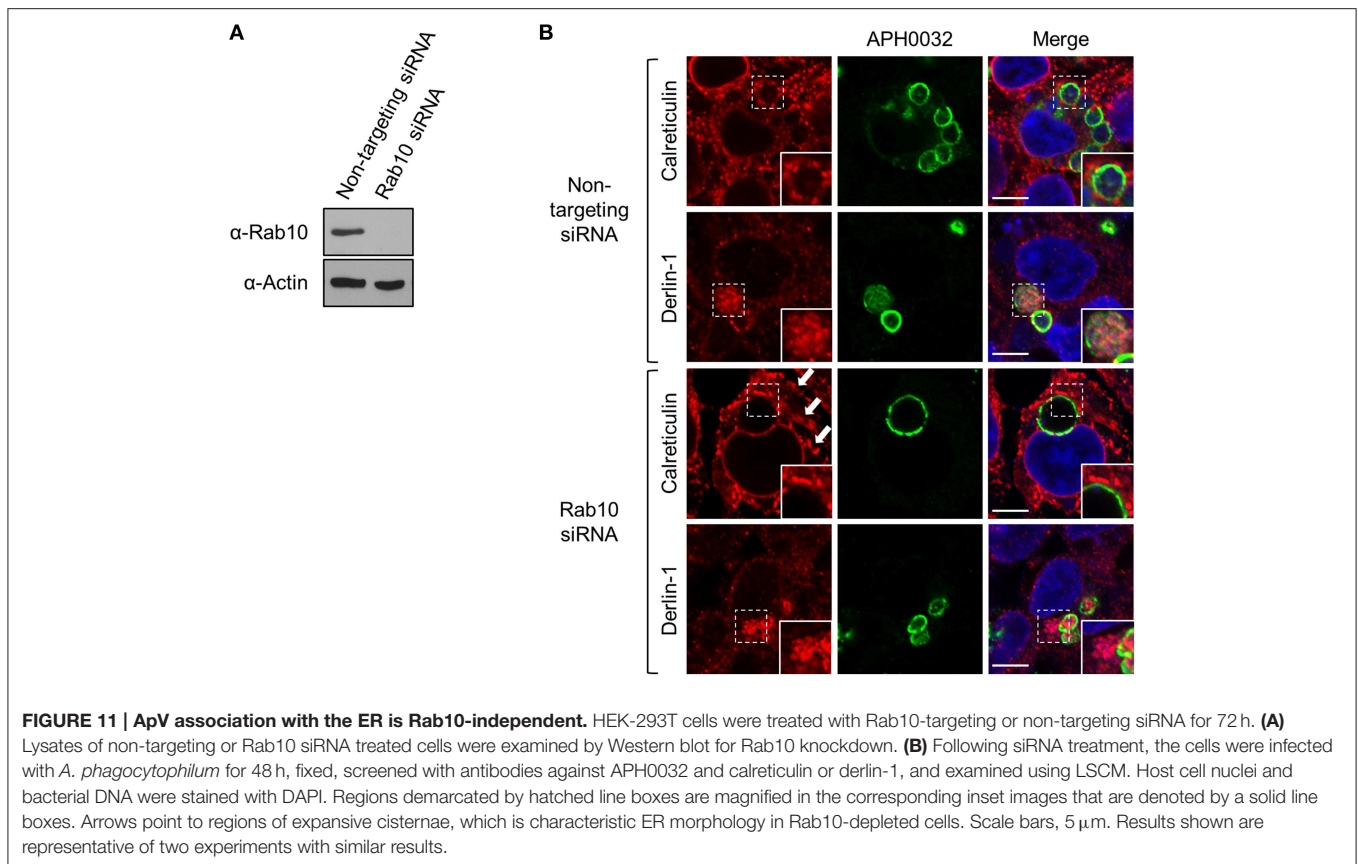 A
B
Non-targeting siRNA
Rab10 siRNA
α-Rab10
α-Actin
APH0032
Merge
Non-
targeting
siRNA
Calreticulin
Derlin-1
Rab10
siRNA
Calreticulin
Derlin-1
FIGURE 11 | ApV association with the ER is Rab10-independent. HEK-293T cells were treated with Rab10-targeting or non-targeting siRNA for 72 h. (A)
Lysates of non-targeting or Rab10 siRNA treated cells were examined by Western blot for Rab10 knockdown. (B) Following siRNA treatment, the cells were infected
with A. phagocytophilum for 48 h, fixed, screened with antibodies against APH0032 and calreticulin or derlin-1, and examined using LSCM. Host cell nuclei and
bacterial DNA were stained with DAPI. Regions demarcated by hatched line boxes are magnified in the corresponding inset images that are denoted by a solid line
boxes. Arrows point to regions of expansive cisternae, which is characteristic ER morphology in Rab10-depleted cells. Scale bars, 5 μm. Results shown are
representative of two experiments with similar results.